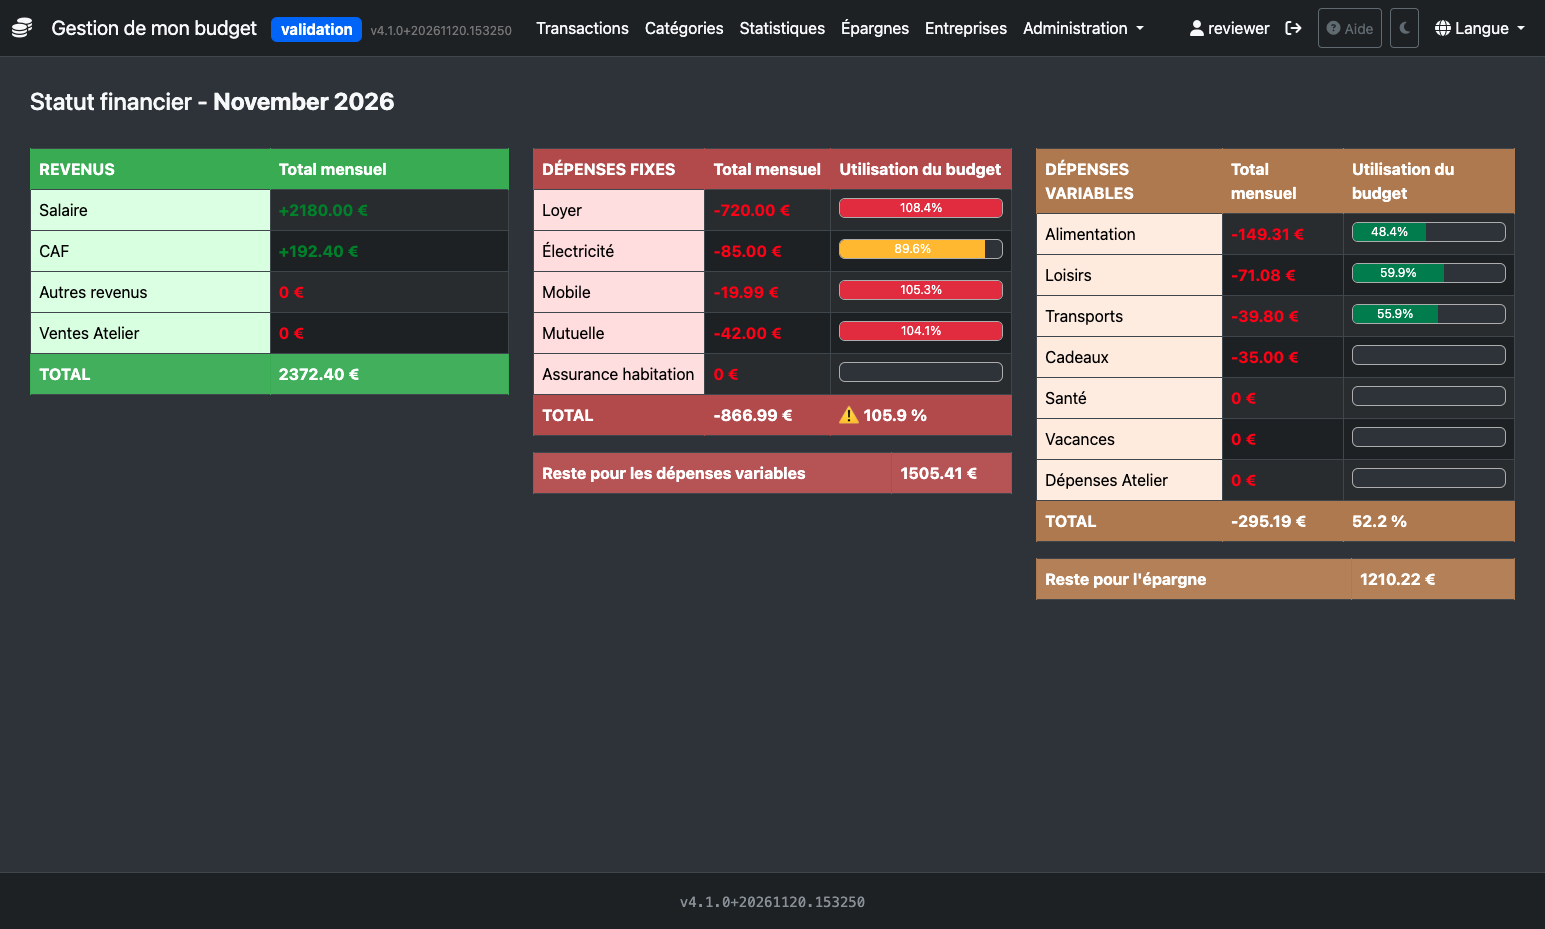 Gestion de mon budget validation v4.1.0+20261120.153250 Transactions Catégories Statistiques Épargnes Entreprises Administration reviewer Aide Langue
Statut financier - November 2026
REVENUS Total mensuel
Salaire +2180.00 €
CAF +192.40 €
Autres revenus 0 €
Ventes Atelier 0 €
TOTAL 2372.40 €
DÉPENSES FIXES Total mensuel Utilisation du budget
Loyer -720.00 € 108.4%
Électricité -85.00 € 89.6%
Mobile -19.99 € 105.3%
Mutuelle -42.00 € 104.1%
Assurance habitation 0 €
TOTAL -866.99 € ⚠️ 105.9 %
Reste pour les dépenses variables 1505.41 €
DÉPENSES VARIABLES Total mensuel Utilisation du budget
Alimentation -149.31 € 48.4%
Loisirs -71.08 € 59.9%
Transports -39.80 € 55.9%
Cadeaux -35.00 €
Santé 0 €
Vacances 0 €
Dépenses Atelier 0 €
TOTAL -295.19 € 52.2 %
Reste pour l'épargne 1210.22 €
v4.1.0+20261120.153250